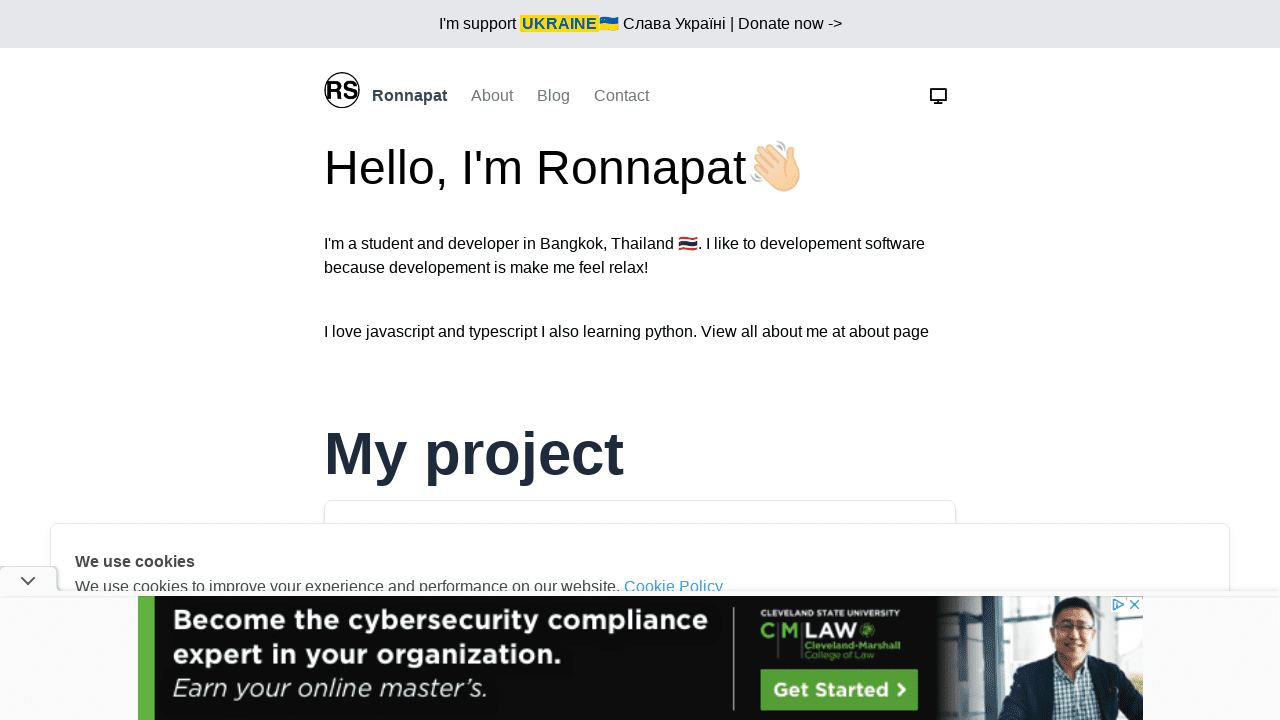 I'm support UKRAINE🇺🇦 Слава Україні | Donate now ->
RS Ronnapat About Blog Contact
Hello, I'm Ronnapat👋🏻
I'm a student and developer in Bangkok, Thailand 🇹🇭. I like to developement software
because developement is make me feel relax!
I love javascript and typescript I also learning python. View all about me at about page
My project
We use cookies
We use cookies to improve your experience and performance on our website. Cookie Policy
Become the cybersecurity compliance
expert in your organization.
Earn your online master's.
CLEVELAND STATE UNIVERSITY
C|M|LAW
Cleveland-Marshall
College of Law
Get Started